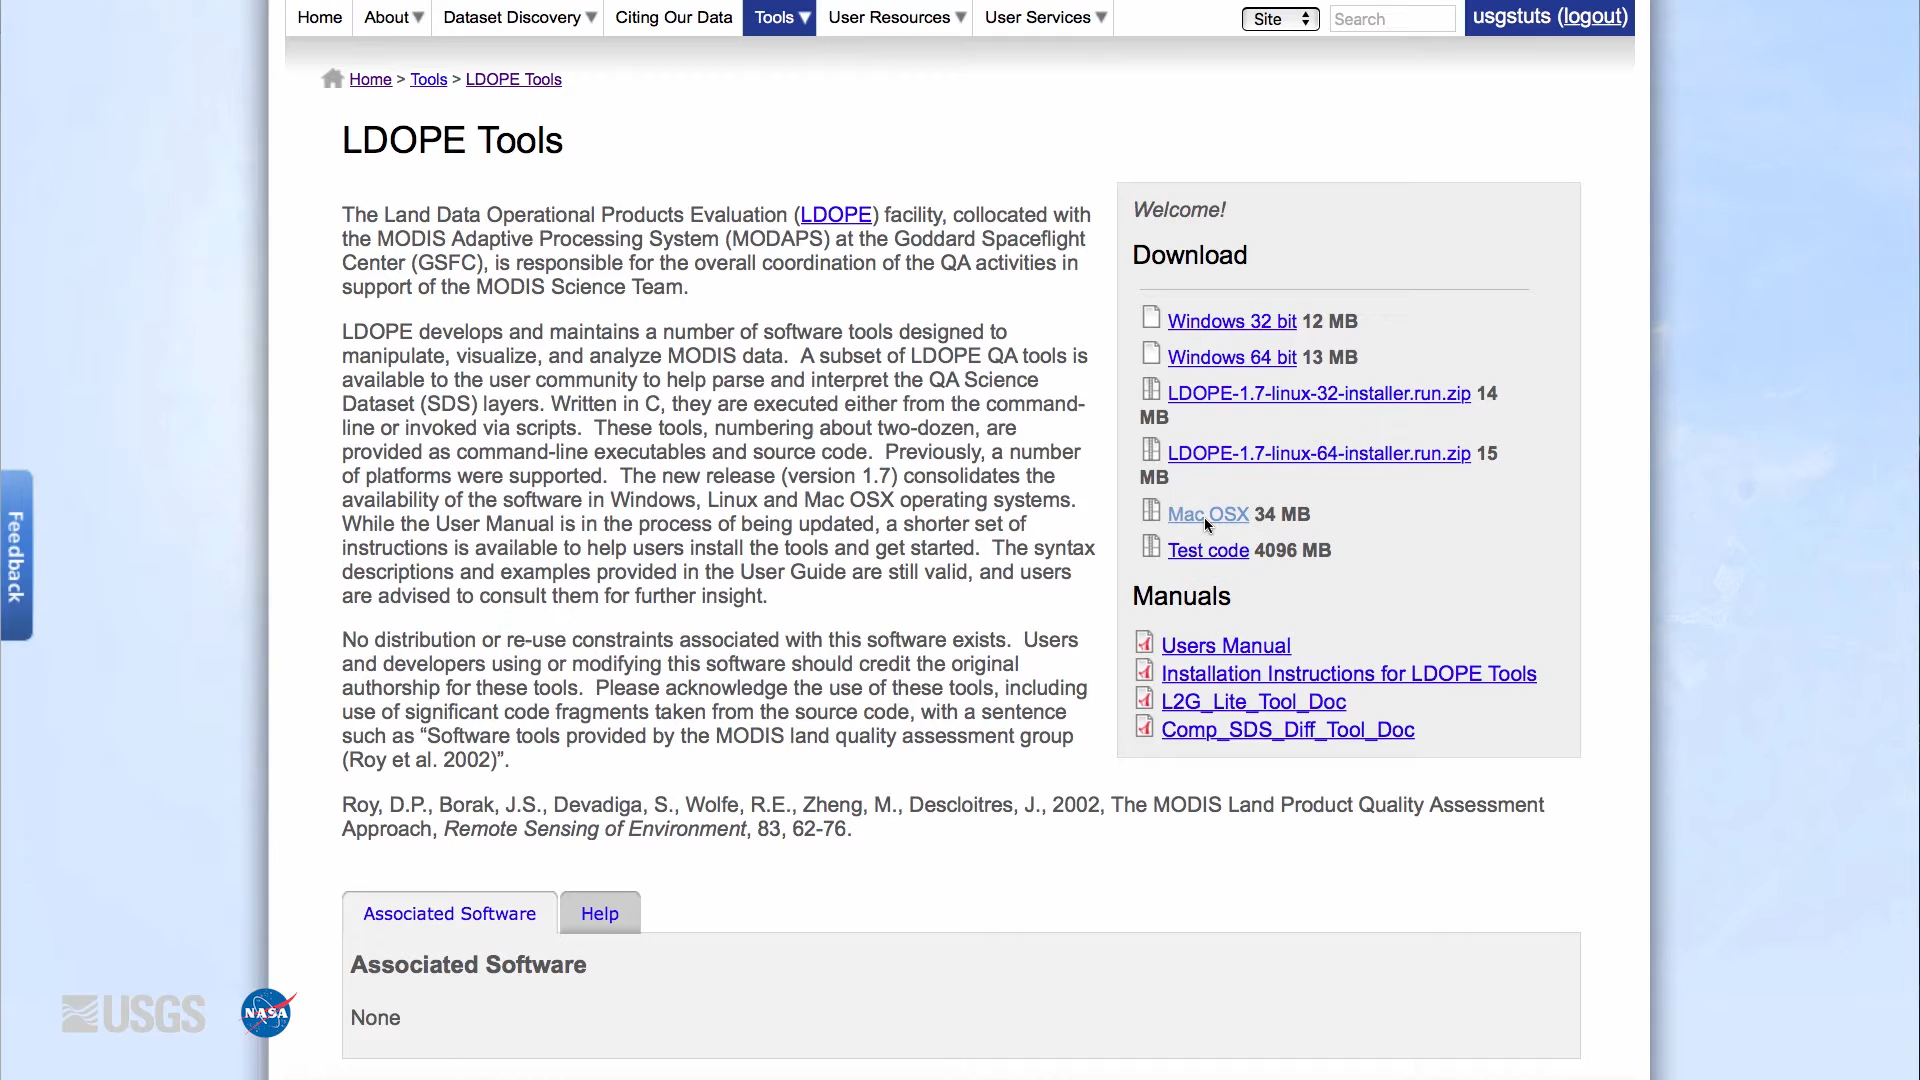 Home About Dataset Discovery Citing Our Data Tools User Resources User Services Site Search usgstuts (logout)
Home > Tools > LDOPE Tools
LDOPE Tools
The Land Data Operational Products Evaluation (LDOPE) facility, collocated with
the MODIS Adaptive Processing System (MODAPS) at the Goddard Spaceflight
Center (GSFC), is responsible for the overall coordination of the QA activities in
support of the MODIS Science Team.
LDOPE develops and maintains a number of software tools designed to
manipulate, visualize, and analyze MODIS data. A subset of LDOPE QA tools is
available to the user community to help parse and interpret the QA Science
Dataset (SDS) layers. Written in C, they are executed either from the command-
line or invoked via scripts. These tools, numbering about two-dozen, are
provided as command-line executables and source code. Previously, a number
of platforms were supported. The new release (version 1.7) consolidates the
availability of the software in Windows, Linux and Mac OSX operating systems.
While the User Manual is in the process of being updated, a shorter set of
instructions is available to help users install the tools and get started. The syntax
descriptions and examples provided in the User Guide are still valid, and users
are advised to consult them for further insight.
No distribution or re-use constraints associated with this software exists. Users
and developers using or modifying this software should credit the original
authorship for these tools. Please acknowledge the use of these tools, including
use of significant code fragments taken from the source code, with a sentence
such as “Software tools provided by the MODIS land quality assessment group
(Roy et al. 2002)”.
Welcome!
Download
Windows 32 bit 12 MB
Windows 64 bit 13 MB
LDOPE-1.7-linux-32-installer.run.zip 14
MB
LDOPE-1.7-linux-64-installer.run.zip 15
MB
Mac OSX 34 MB
Test code 4096 MB
Manuals
Users Manual
Installation Instructions for LDOPE Tools
L2G_Lite_Tool_Doc
Comp_SDS_Diff_Tool_Doc
Roy, D.P., Borak, J.S., Devadiga, S., Wolfe, R.E., Zheng, M., Descloitres, J., 2002, The MODIS Land Product Quality Assessment
Approach, Remote Sensing of Environment, 83, 62-76.
Associated Software Help
Associated Software
None
Feedback
USGS
NASA